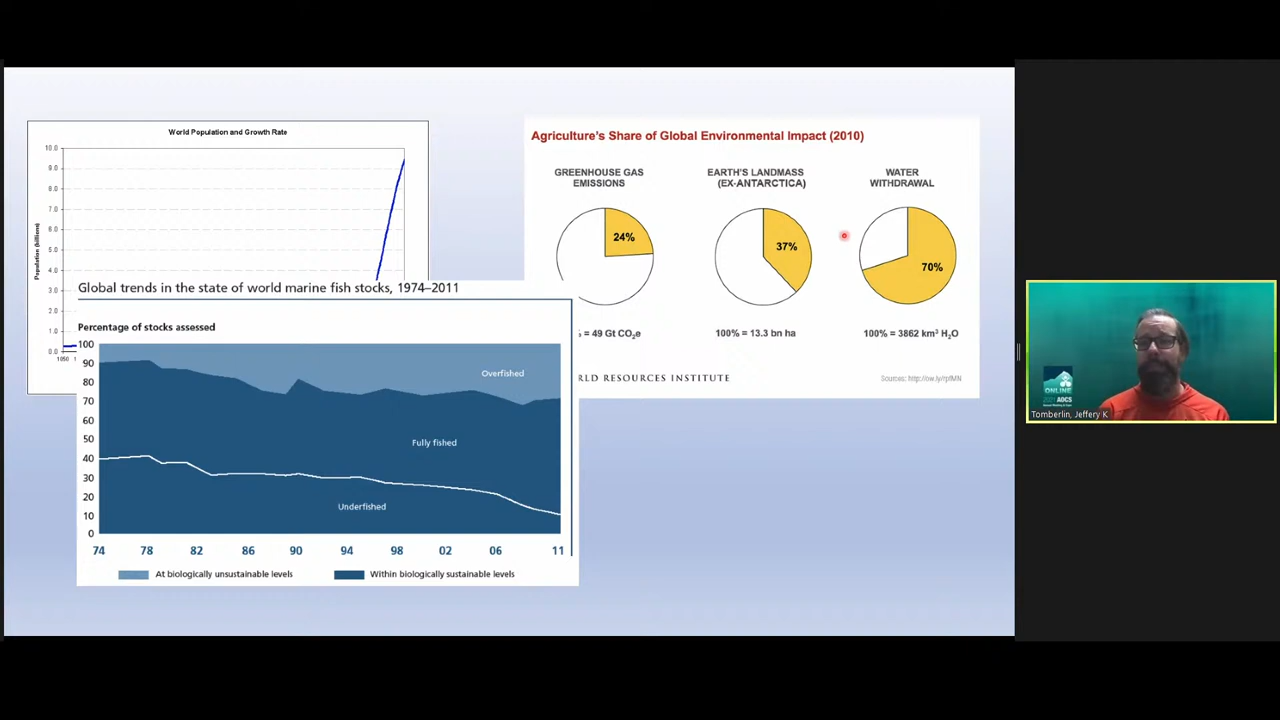 World Population and Growth Rate
10.0
9.0
8.0
7.0
6.0
5.0
4.0
3.0
2.0
1.0
0.0
Population (billions)
1050
Agriculture's Share of Global Environmental Impact (2010)
GREENHOUSE GAS
EMISSIONS
24%
= 49 Gt CO₂e
EARTH'S LANDMASS
(EX-ANTARCTICA)
37%
100% = 13.3 bn ha
WATER
WITHDRAWAL
70%
100% = 3862 km³ H₂O
RLD RESOURCES INSTITUTE
Global trends in the state of world marine fish stocks, 1974–2011
Percentage of stocks assessed
100
90
80
70
60
50
40
30
20
10
0
Overfished
Fully fished
Underfished
74 78 82 86 90 94 98 02 06 11
At biologically unsustainable levels Within biologically sustainable levels
ONLINE
2021 AOCS
Tomberlin, Jeffery K